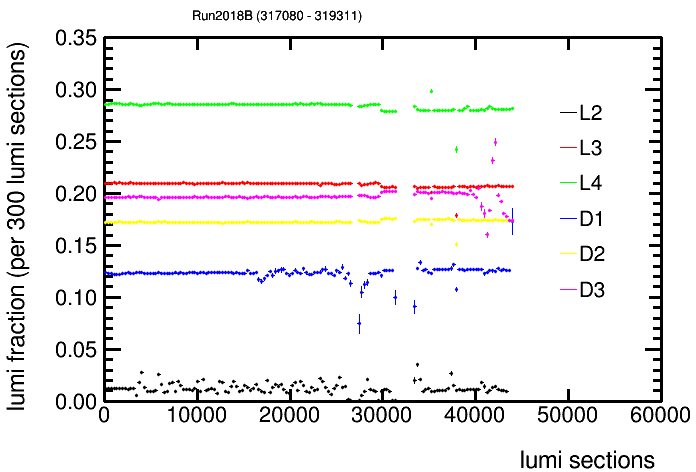 Run2018B (317080 - 319311)
lumi fraction (per 300 lumi sections)
0.35
0.30
0.25
0.20
0.15
0.10
0.05
0.00
L2
L3
L4
D1
D2
D3
0 10000 20000 30000 40000 50000 60000
lumi sections